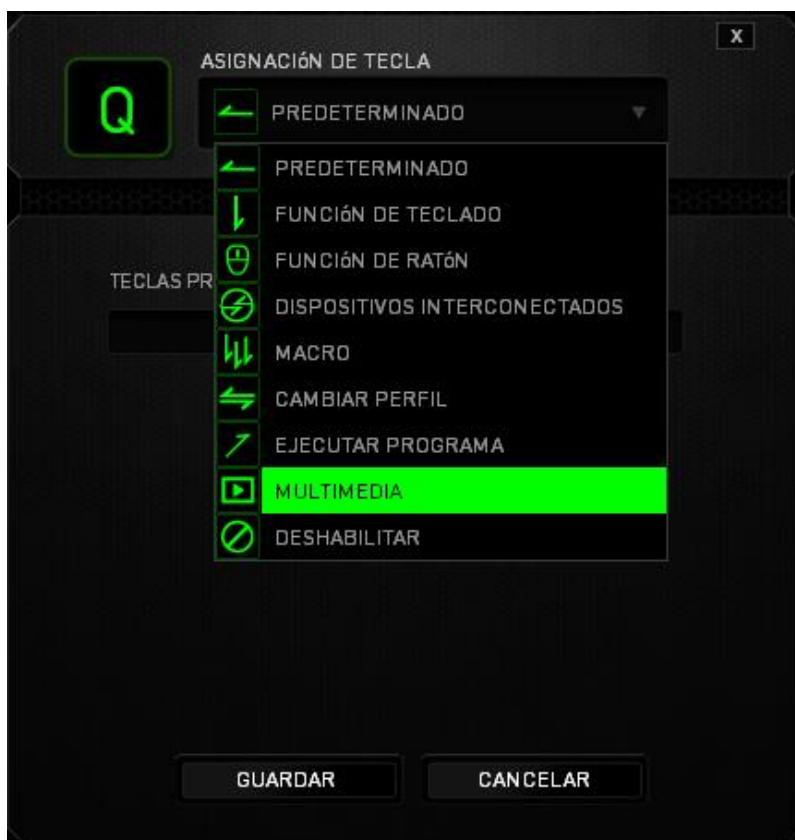 X
ASIGNACIóN DE TECLA
Q
PREDETERMINADO
PREDETERMINADO
FUNCIóN DE TECLADO
FUNCIóN DE RATóN
TECLAS PR
DISPOSITIVOS INTERCONECTADOS
MACRO
CAMBIAR PERFIL
EJECUTAR PROGRAMA
MULTIMEDIA
DESHABILITAR
GUARDAR CANCELAR